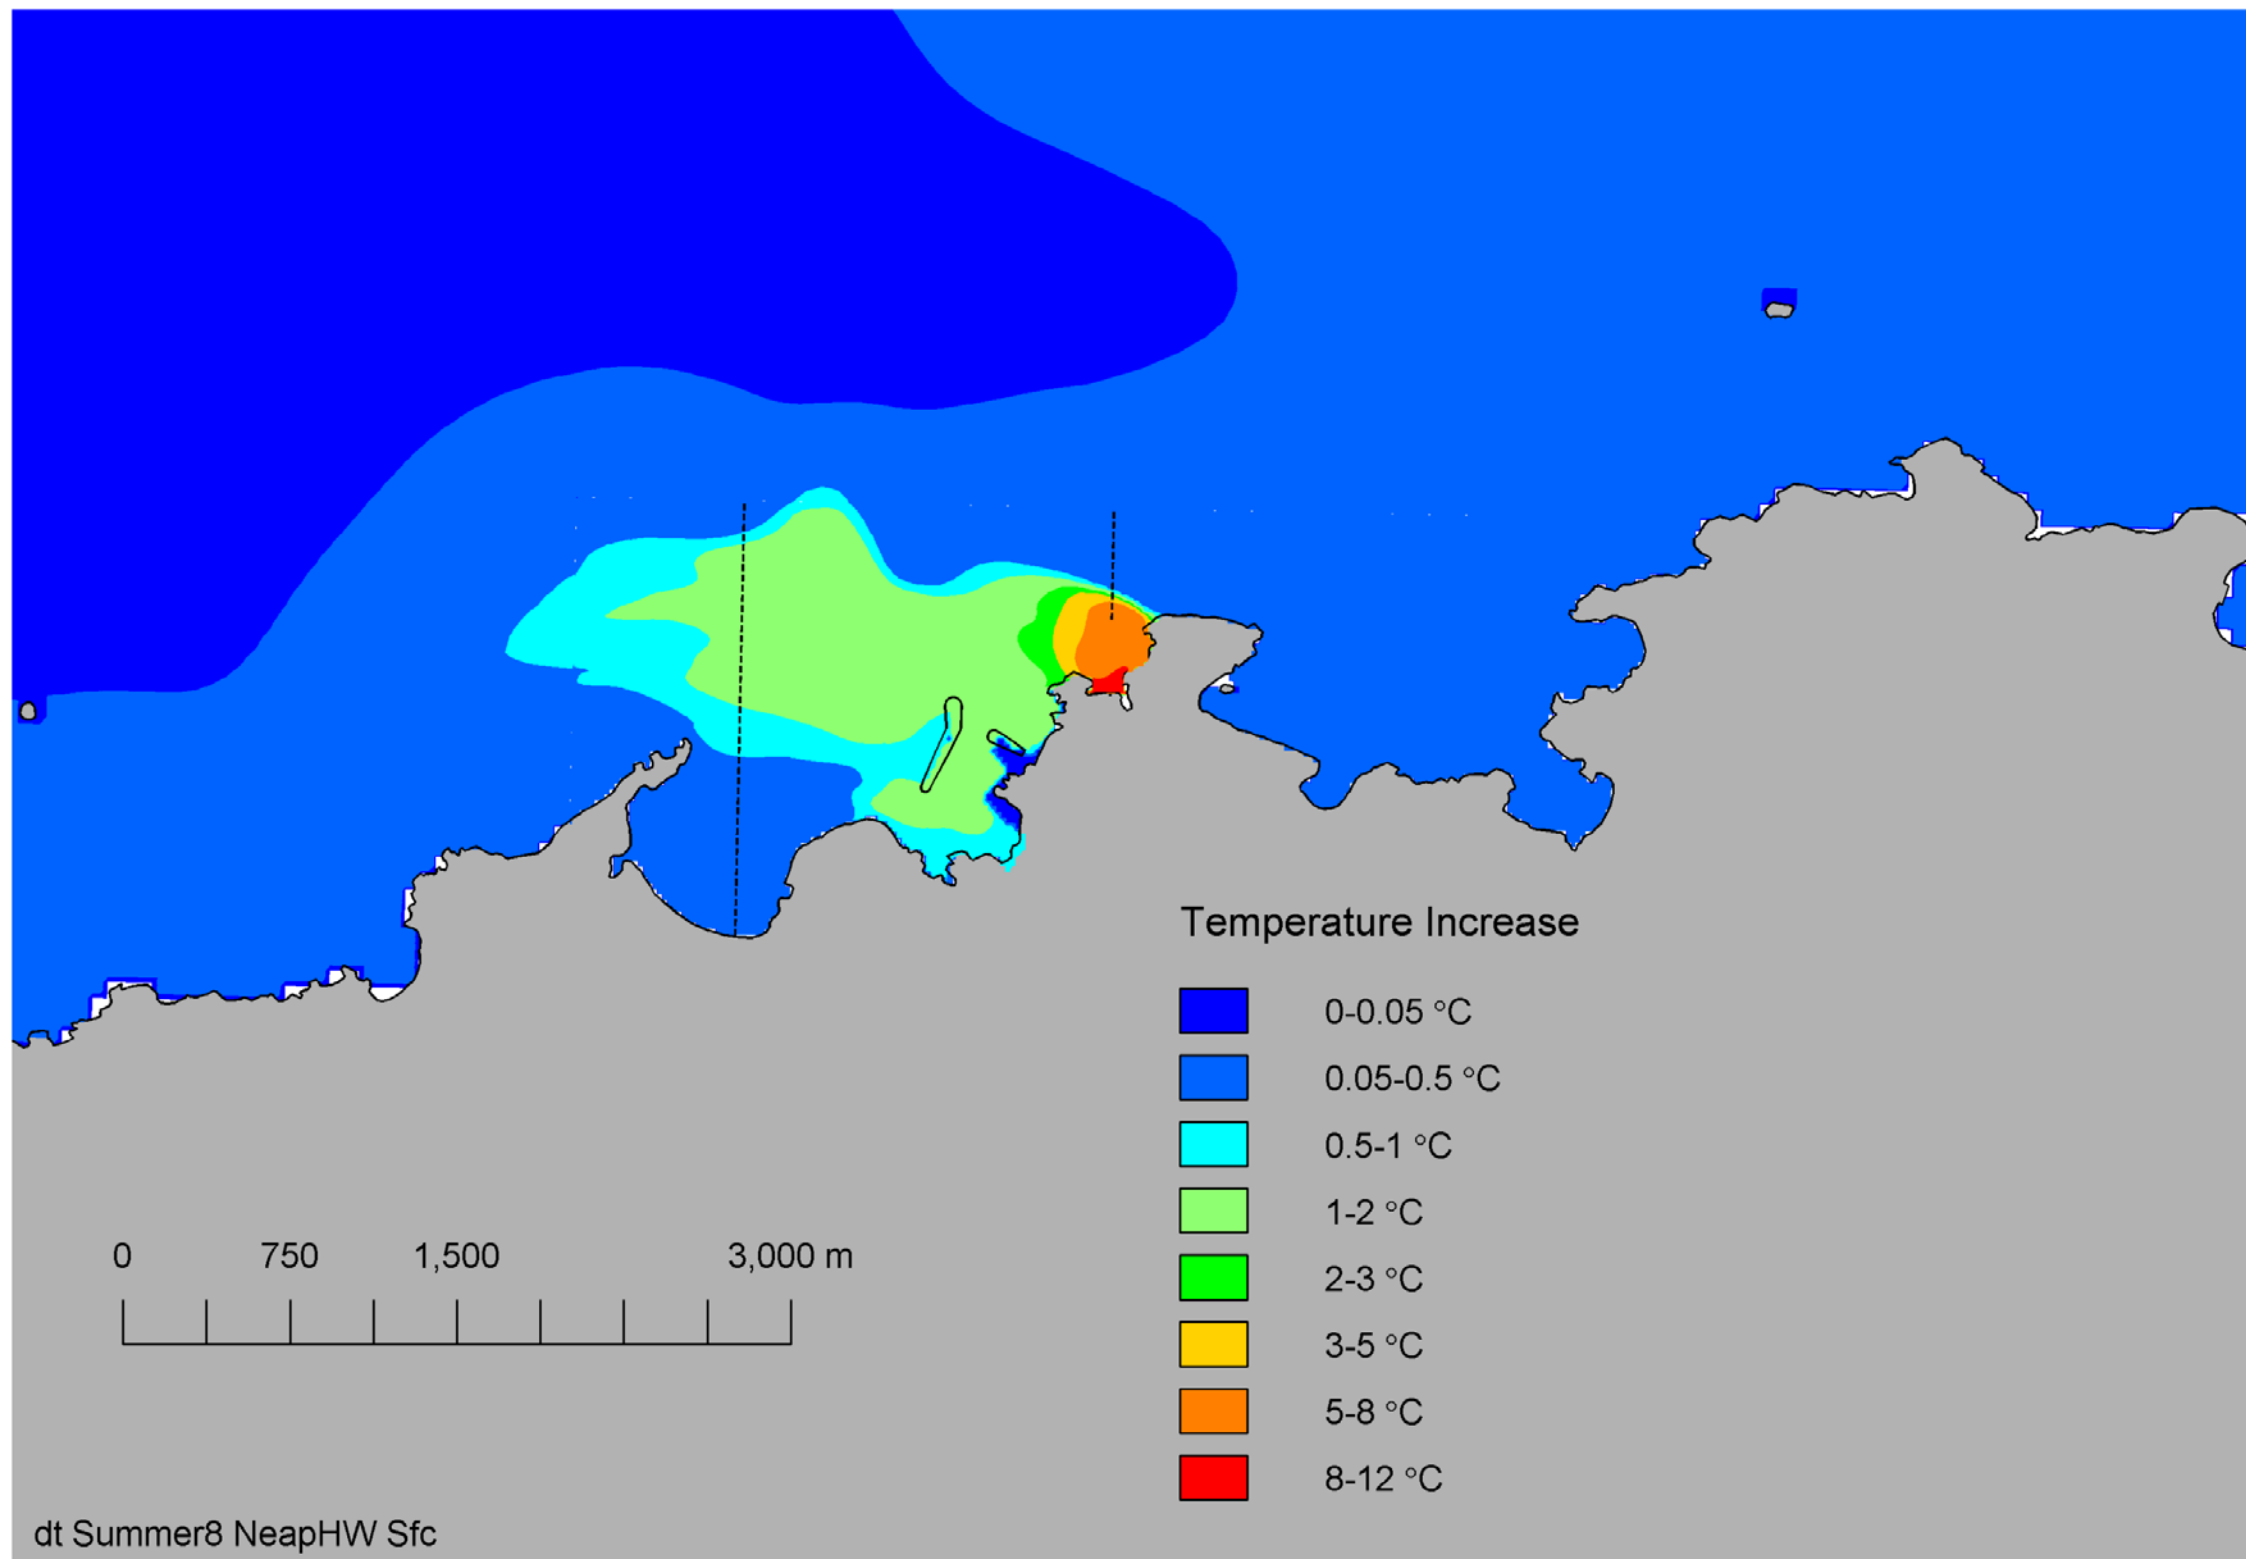 Temperature Increase
0-0.05 °C
0.05-0.5 °C
0.5-1 °C
1-2 °C
2-3 °C
3-5 °C
5-8 °C
8-12 °C
0 750 1,500 3,000 m
dt Summer8 NeapHW Sfc